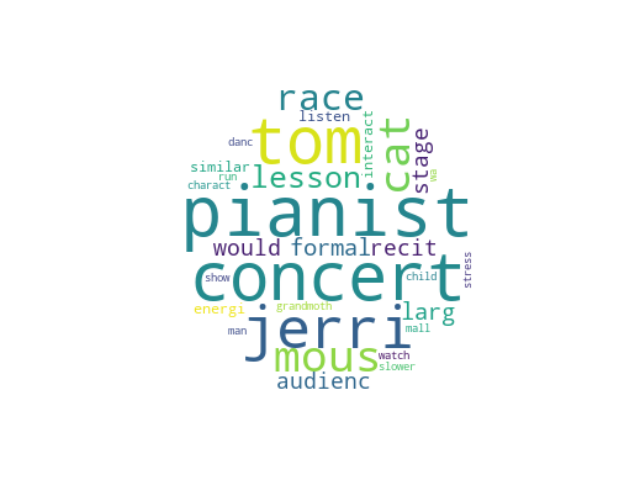 race
listen
tom
danc
interact
cat
stage
wa
similar
run
lesson
charact
pianist
would formal recit
concert
show
child
stress
energi
grandmoth
larg
jerri
man
mall
mous
watch
slower
audienc